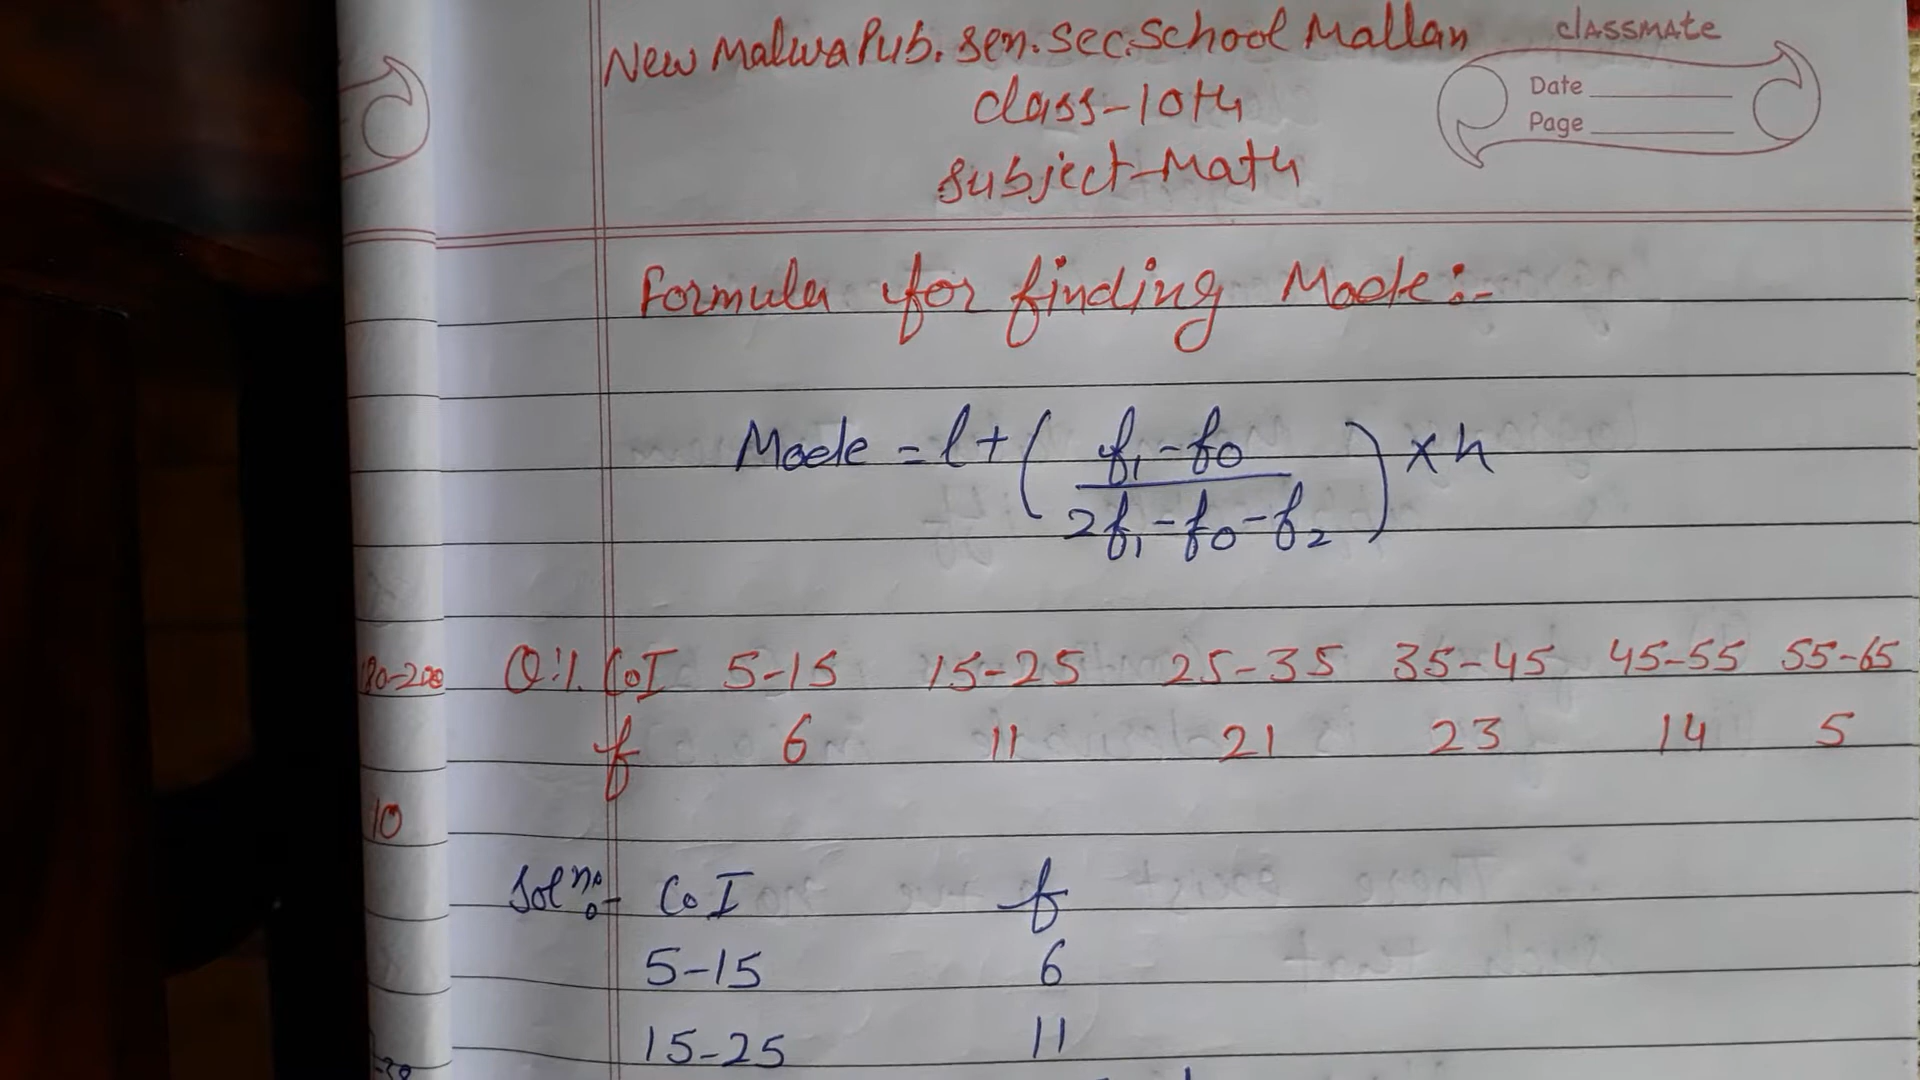 New Malwa Pub. Sen. Sec. School Mallan
classmate
Date
Page
class-10th
Subject-Math
Formula for finding Mode:-
Mode = l + ( f₁ - f₀ / 2f₁ - f₀ - f₂ ) × h
180-200
Q:1. C.I 5-15 15-25 25-35 35-45 45-55 55-65
f 6 11 21 23 14 5
10
Solⁿ:- C.I f
5-15 6
15-25 11